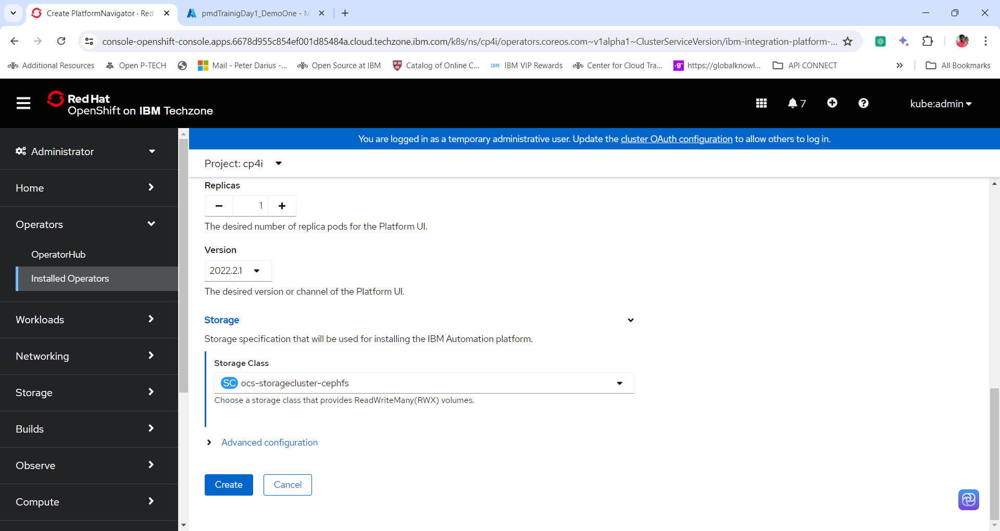 Create PlatformNavigator · Red
pmdTrainigDay1_DemoOne - M
console-openshift-console.apps.6678d955c854ef001d85484a.cloud.techzone.ibm.com/k8s/ns/cp4i/operators.coreos.com~v1alpha1~ClusterServiceVersion/ibm-integration-platform-...
Additional Resources
Open P-TECH
Mail - Peter Darius -...
Open Source at IBM
Catalog of Online C...
IBM
IBM VIP Rewards
Center for Cloud Tra...
.g
https://globalknowl...
API CONNECT
All Bookmarks
Red Hat
OpenShift on IBM Techzone
7
kube:admin
You are logged in as a temporary administrative user. Update the cluster OAuth configuration to allow others to log in.
Administrator
Home
Operators
OperatorHub
Installed Operators
Workloads
Networking
Storage
Builds
Observe
Compute
Project: cp4i
Replicas
1
The desired number of replica pods for the Platform UI.
Version
2022.2.1
The desired version or channel of the Platform UI.
Storage
Storage specification that will be used for installing the IBM Automation platform.
Storage Class
SC ocs-storagecluster-cephfs
Choose a storage class that provides ReadWriteMany(RWX) volumes.
Advanced configuration
Create
Cancel